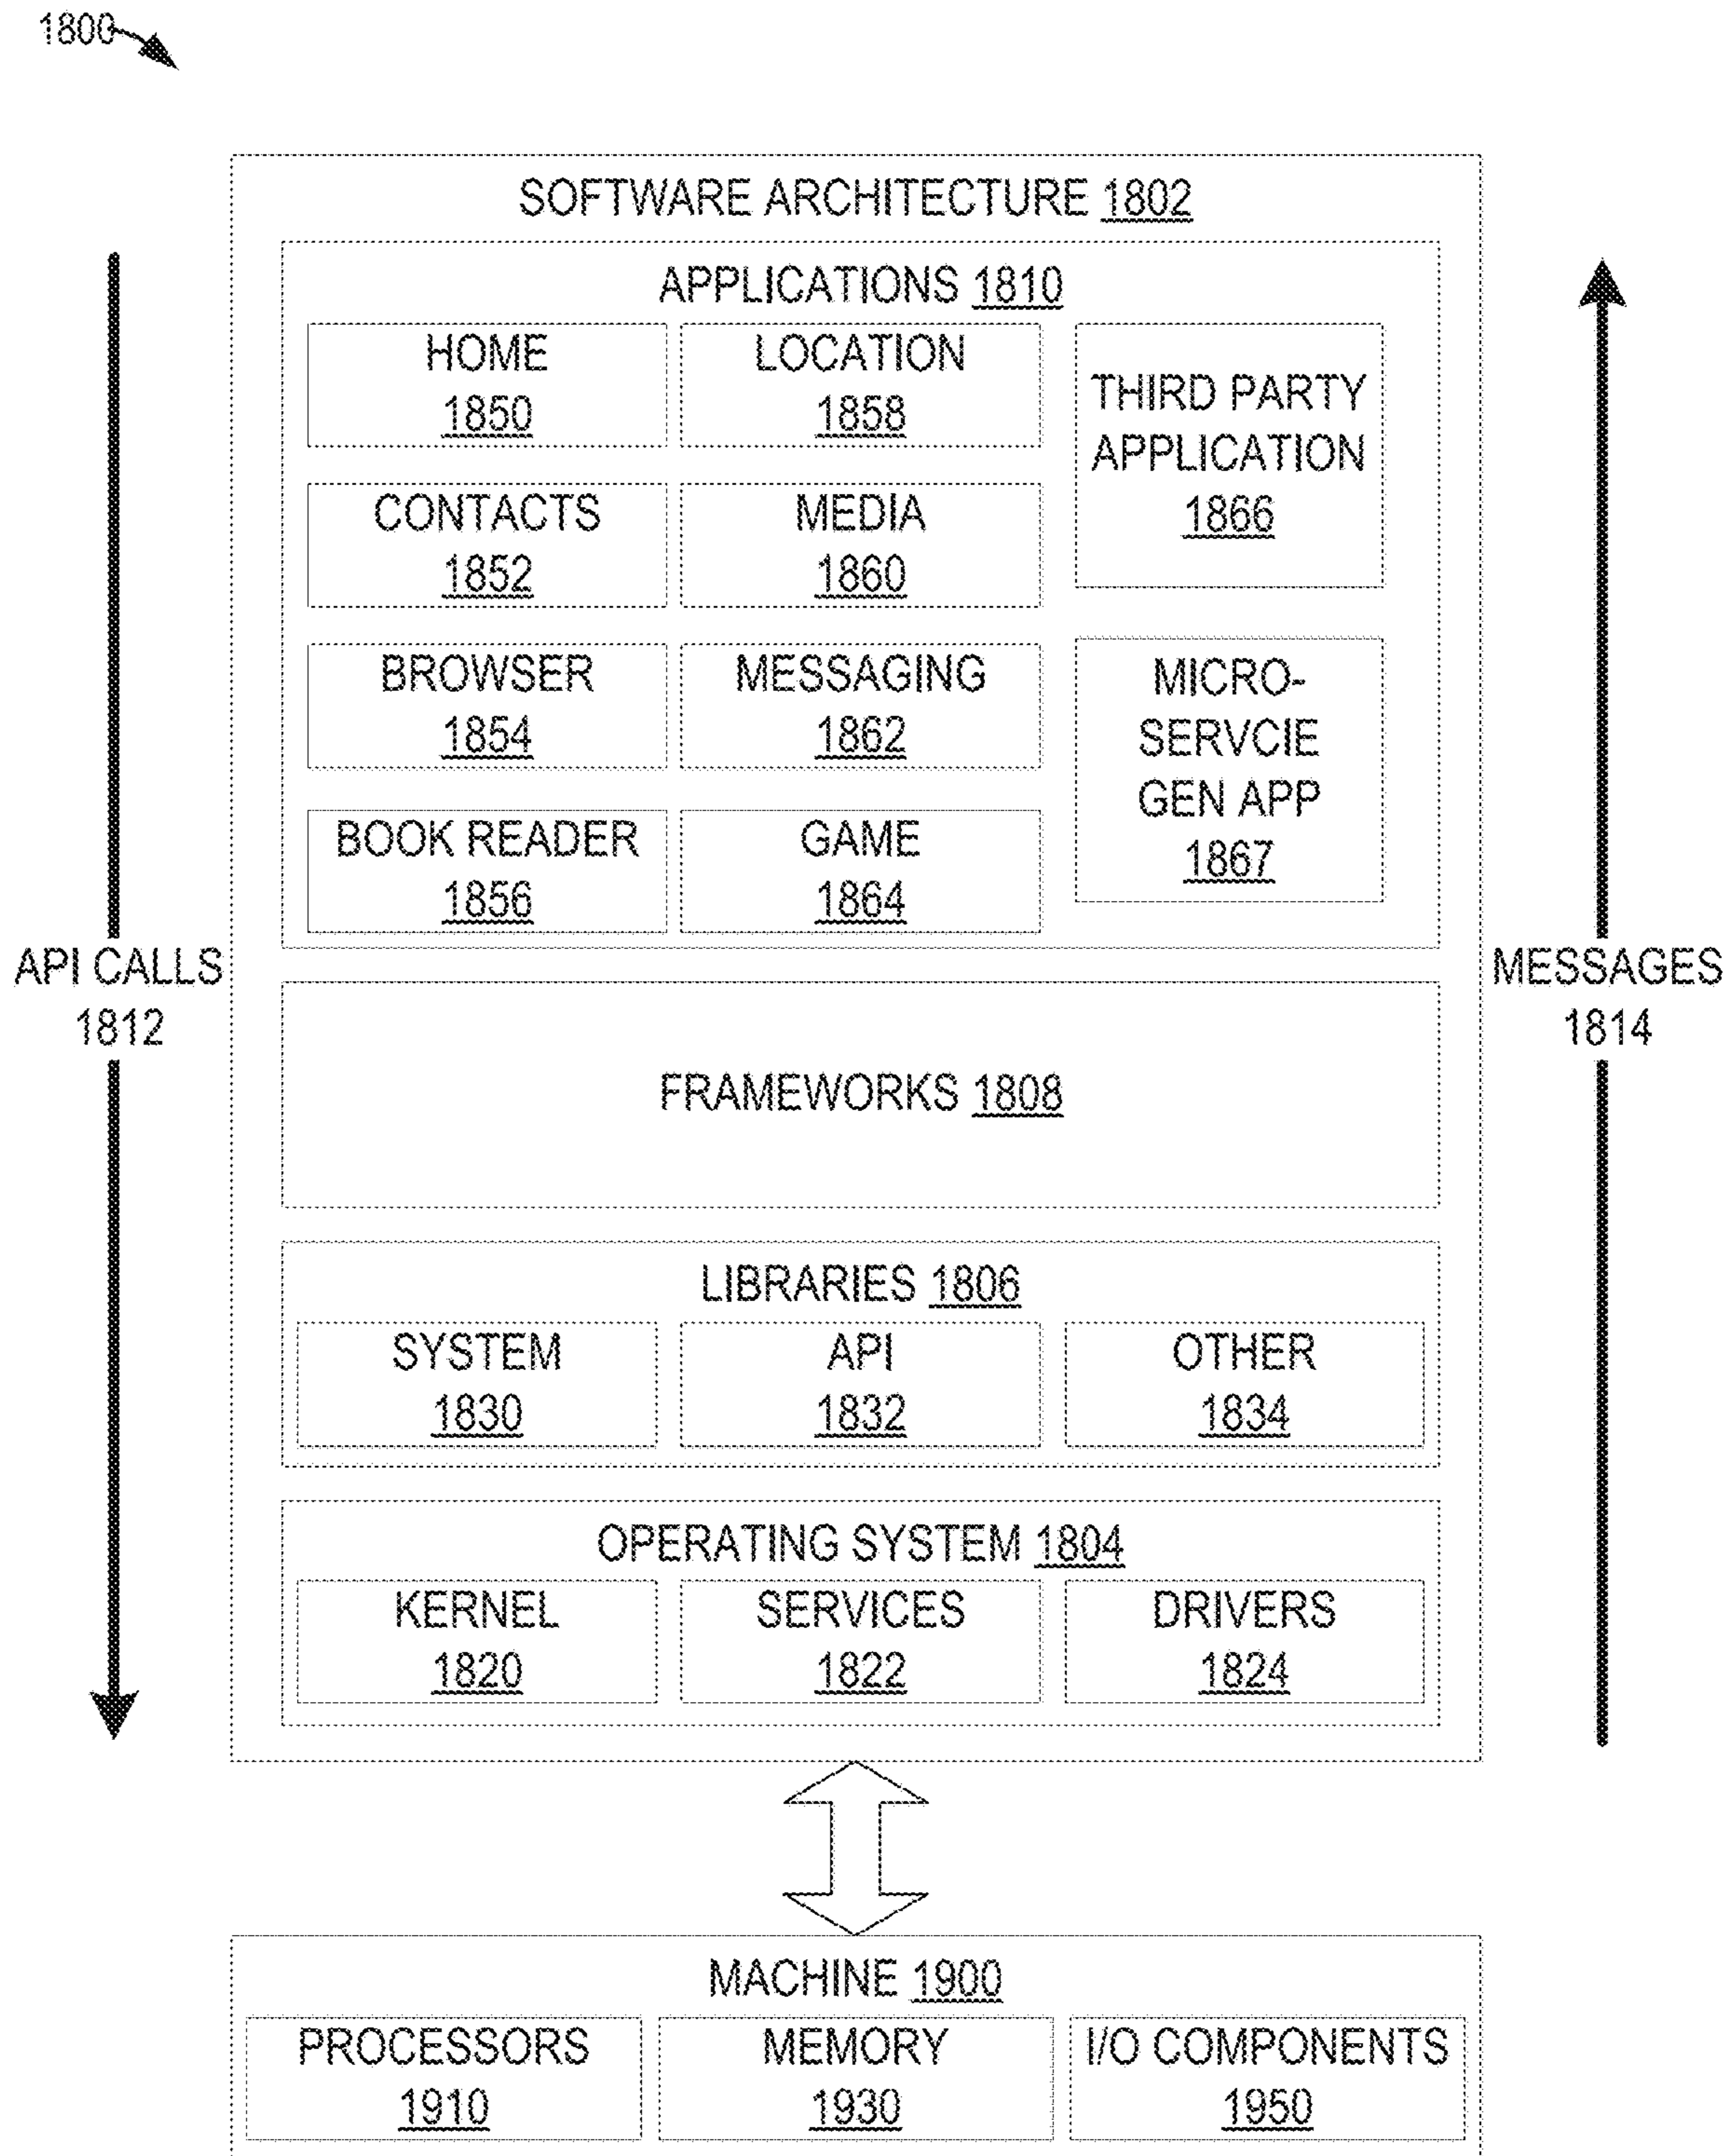 1800
SOFTWARE ARCHITECTURE 1802
APPLICATIONS 1810
HOME
1850
LOCATION
1858
THIRD PARTY
APPLICATION
1866
CONTACTS
1852
MEDIA
1860
BROWSER
1854
MESSAGING
1862
MICRO-
SERVCIE
GEN APP
1867
BOOK READER
1856
GAME
1864
API CALLS
1812
MESSAGES
1814
FRAMEWORKS 1808
LIBRARIES 1806
SYSTEM
1830
API
1832
OTHER
1834
OPERATING SYSTEM 1804
KERNEL
1820
SERVICES
1822
DRIVERS
1824
MACHINE 1900
PROCESSORS
1910
MEMORY
1930
I/O COMPONENTS
1950